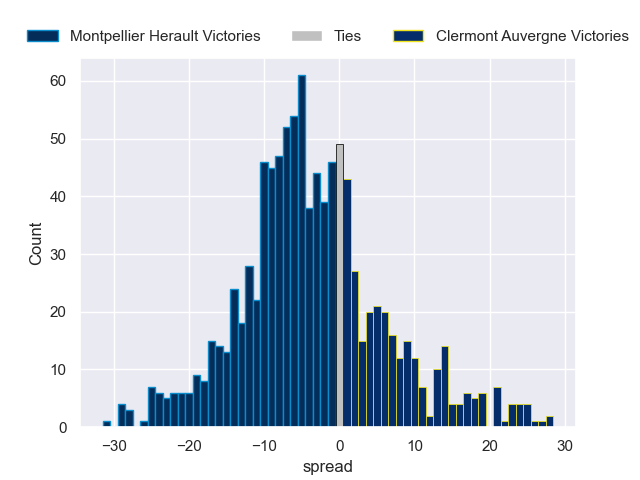 Montpellier Herault Victories Ties Clermont Auvergne Victories
60
50
40
30
20
10
0
Count
−30 −20 −10 0 10 20 30
spread